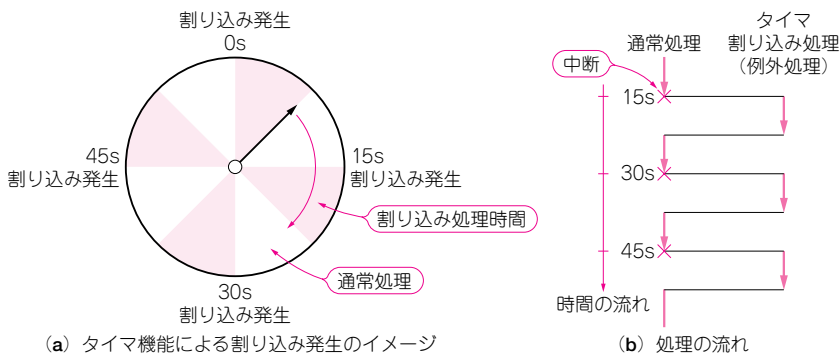 割り込み発生
0s
45s
割り込み発生
15s
割り込み発生
割り込み処理時間
通常処理
30s
割り込み発生
(a) タイマ機能による割り込み発生のイメージ
通常処理
タイマ
割り込み処理
（例外処理）
中断
15s
30s
45s
時間の流れ
(b) 処理の流れ